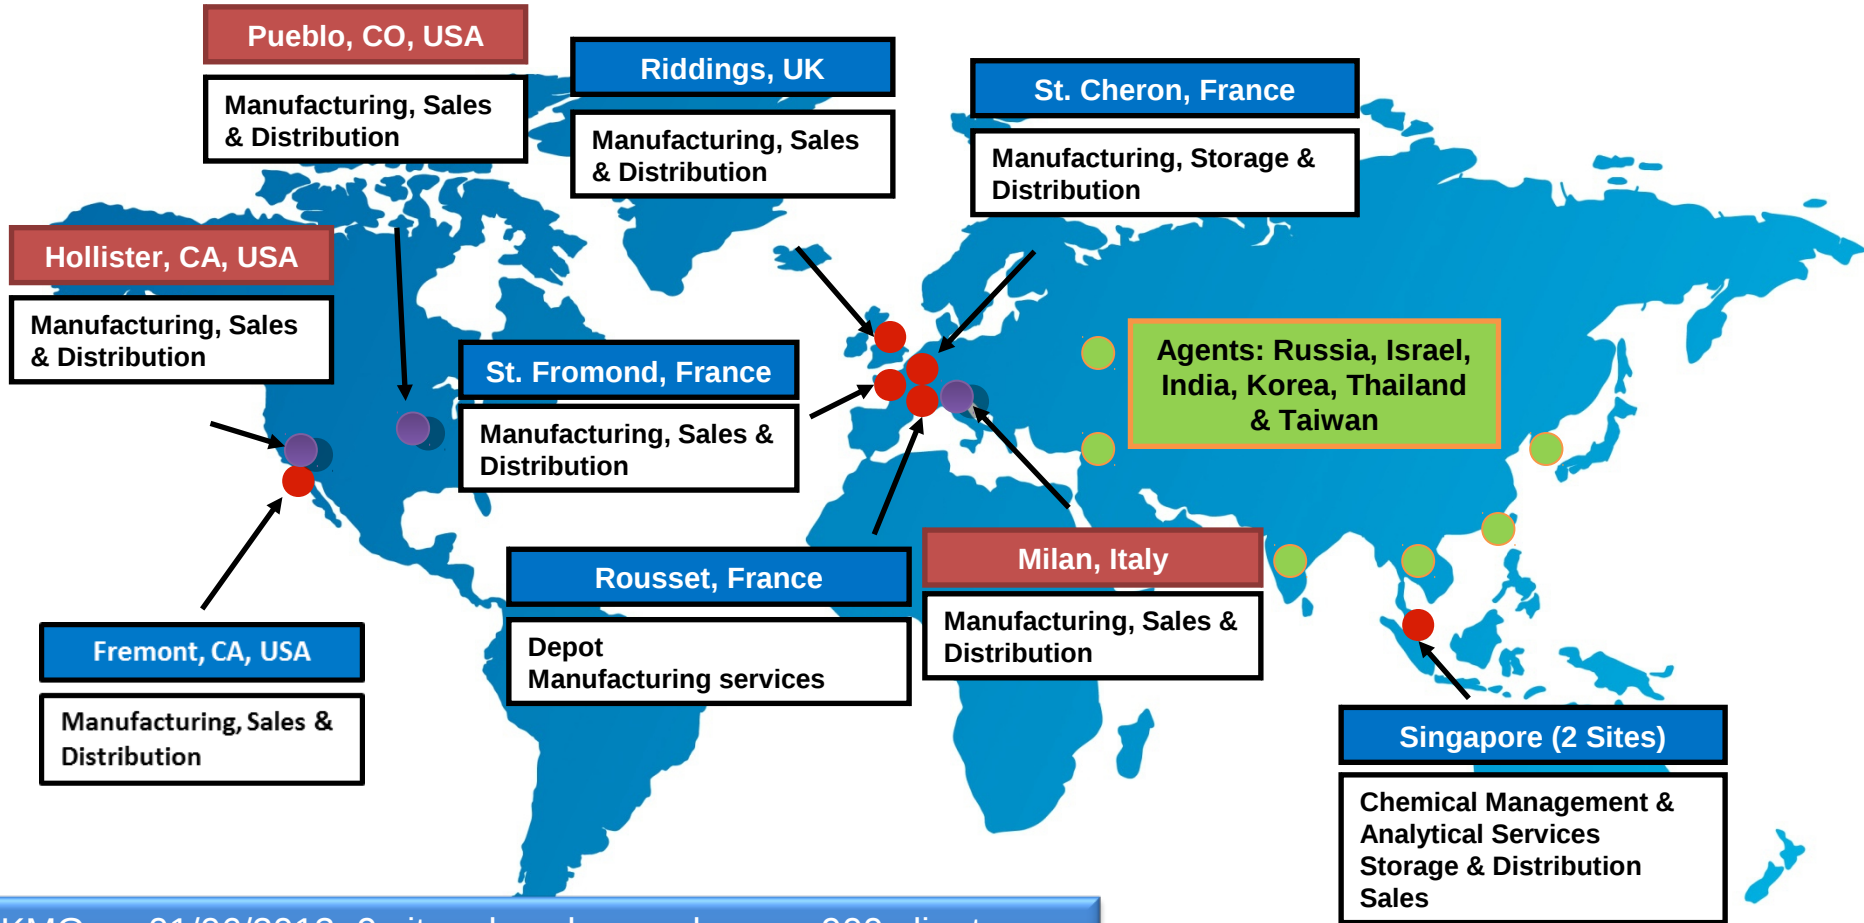 Pueblo, CO, USA
Manufacturing, Sales
& Distribution
Riddings, UK
Manufacturing, Sales
& Distribution
St. Cheron, France
Manufacturing, Storage &
Distribution
Hollister, CA, USA
Manufacturing, Sales
& Distribution
St. Fromond, France
Manufacturing, Sales &
Distribution
Agents: Russia, Israel,
India, Korea, Thailand
& Taiwan
Rousset, France
Depot
Manufacturing services
Milan, Italy
Manufacturing, Sales &
Distribution
Fremont, CA, USA
Manufacturing, Sales &
Distribution
Singapore (2 Sites)
Chemical Management &
Analytical Services
Storage & Distribution
Sales